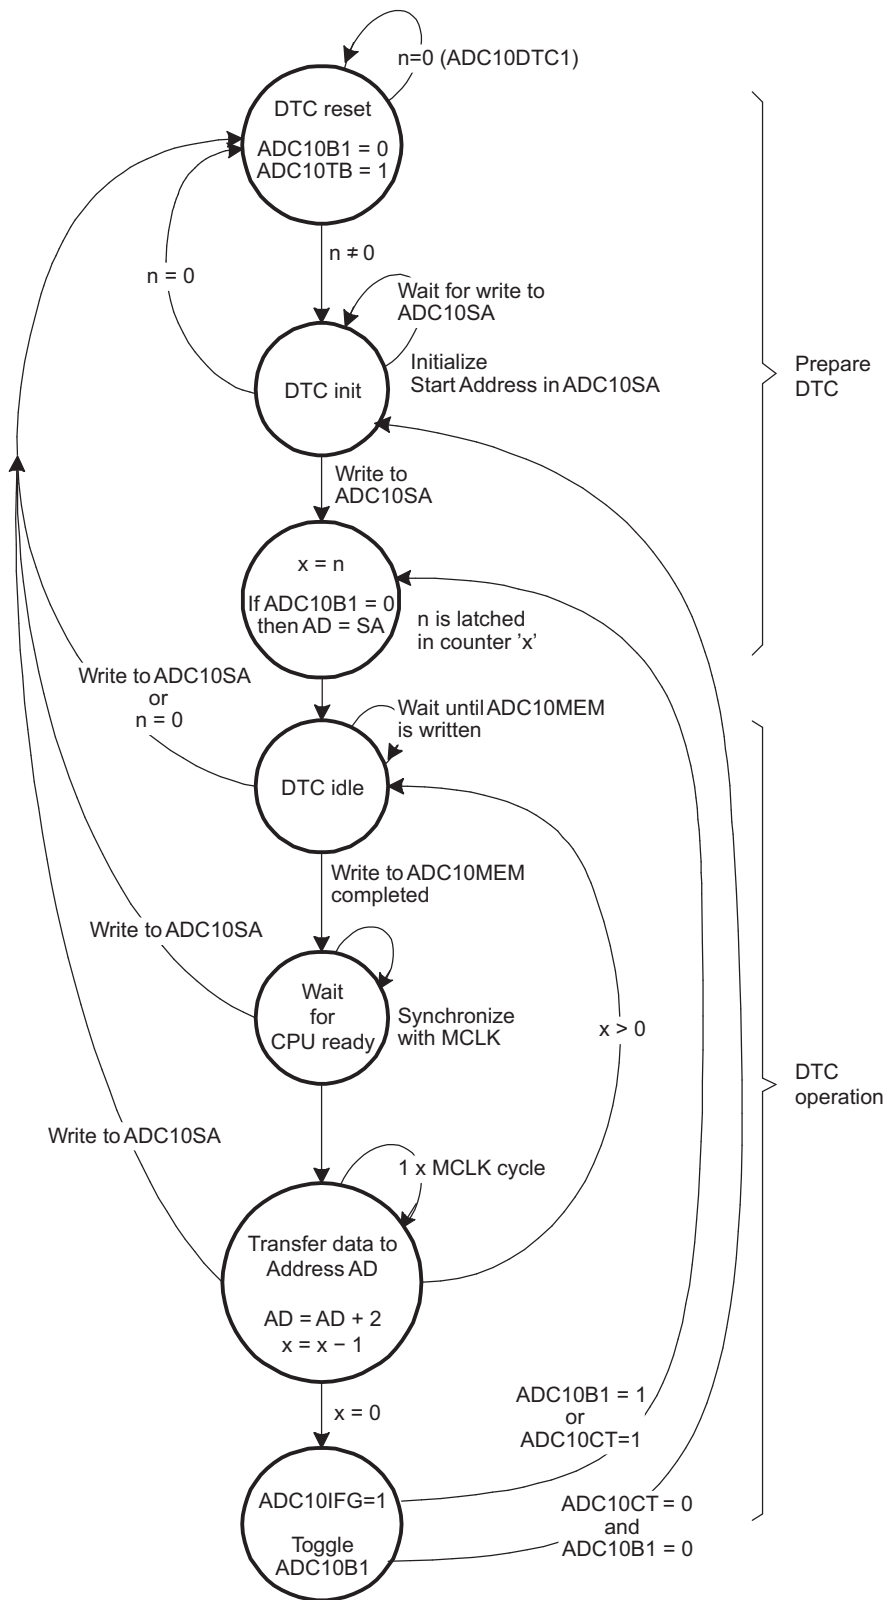 n=0 (ADC10DTC1)
DTC reset
ADC10B1 = 0
ADC10TB = 1
n ≠ 0
n = 0
Wait for write to
ADC10SA
DTC init
Initialize
Start Address in ADC10SA
Prepare
DTC
Write to
ADC10SA
x = n
If ADC10B1 = 0
then AD = SA
n is latched
in counter ’x’
Write to ADC10SA
or
n = 0
Wait until ADC10MEM
is written
DTC idle
Write to ADC10MEM
completed
Write to ADC10SA
Wait
for
CPU ready
Synchronize
with MCLK
x > 0
DTC
operation
Write to ADC10SA
1 x MCLK cycle
Transfer data to
Address AD
AD = AD + 2
x = x − 1
x = 0
ADC10B1 = 1
or
ADC10CT=1
ADC10IFG=1
Toggle
ADC10B1
ADC10CT = 0
and
ADC10B1 = 0